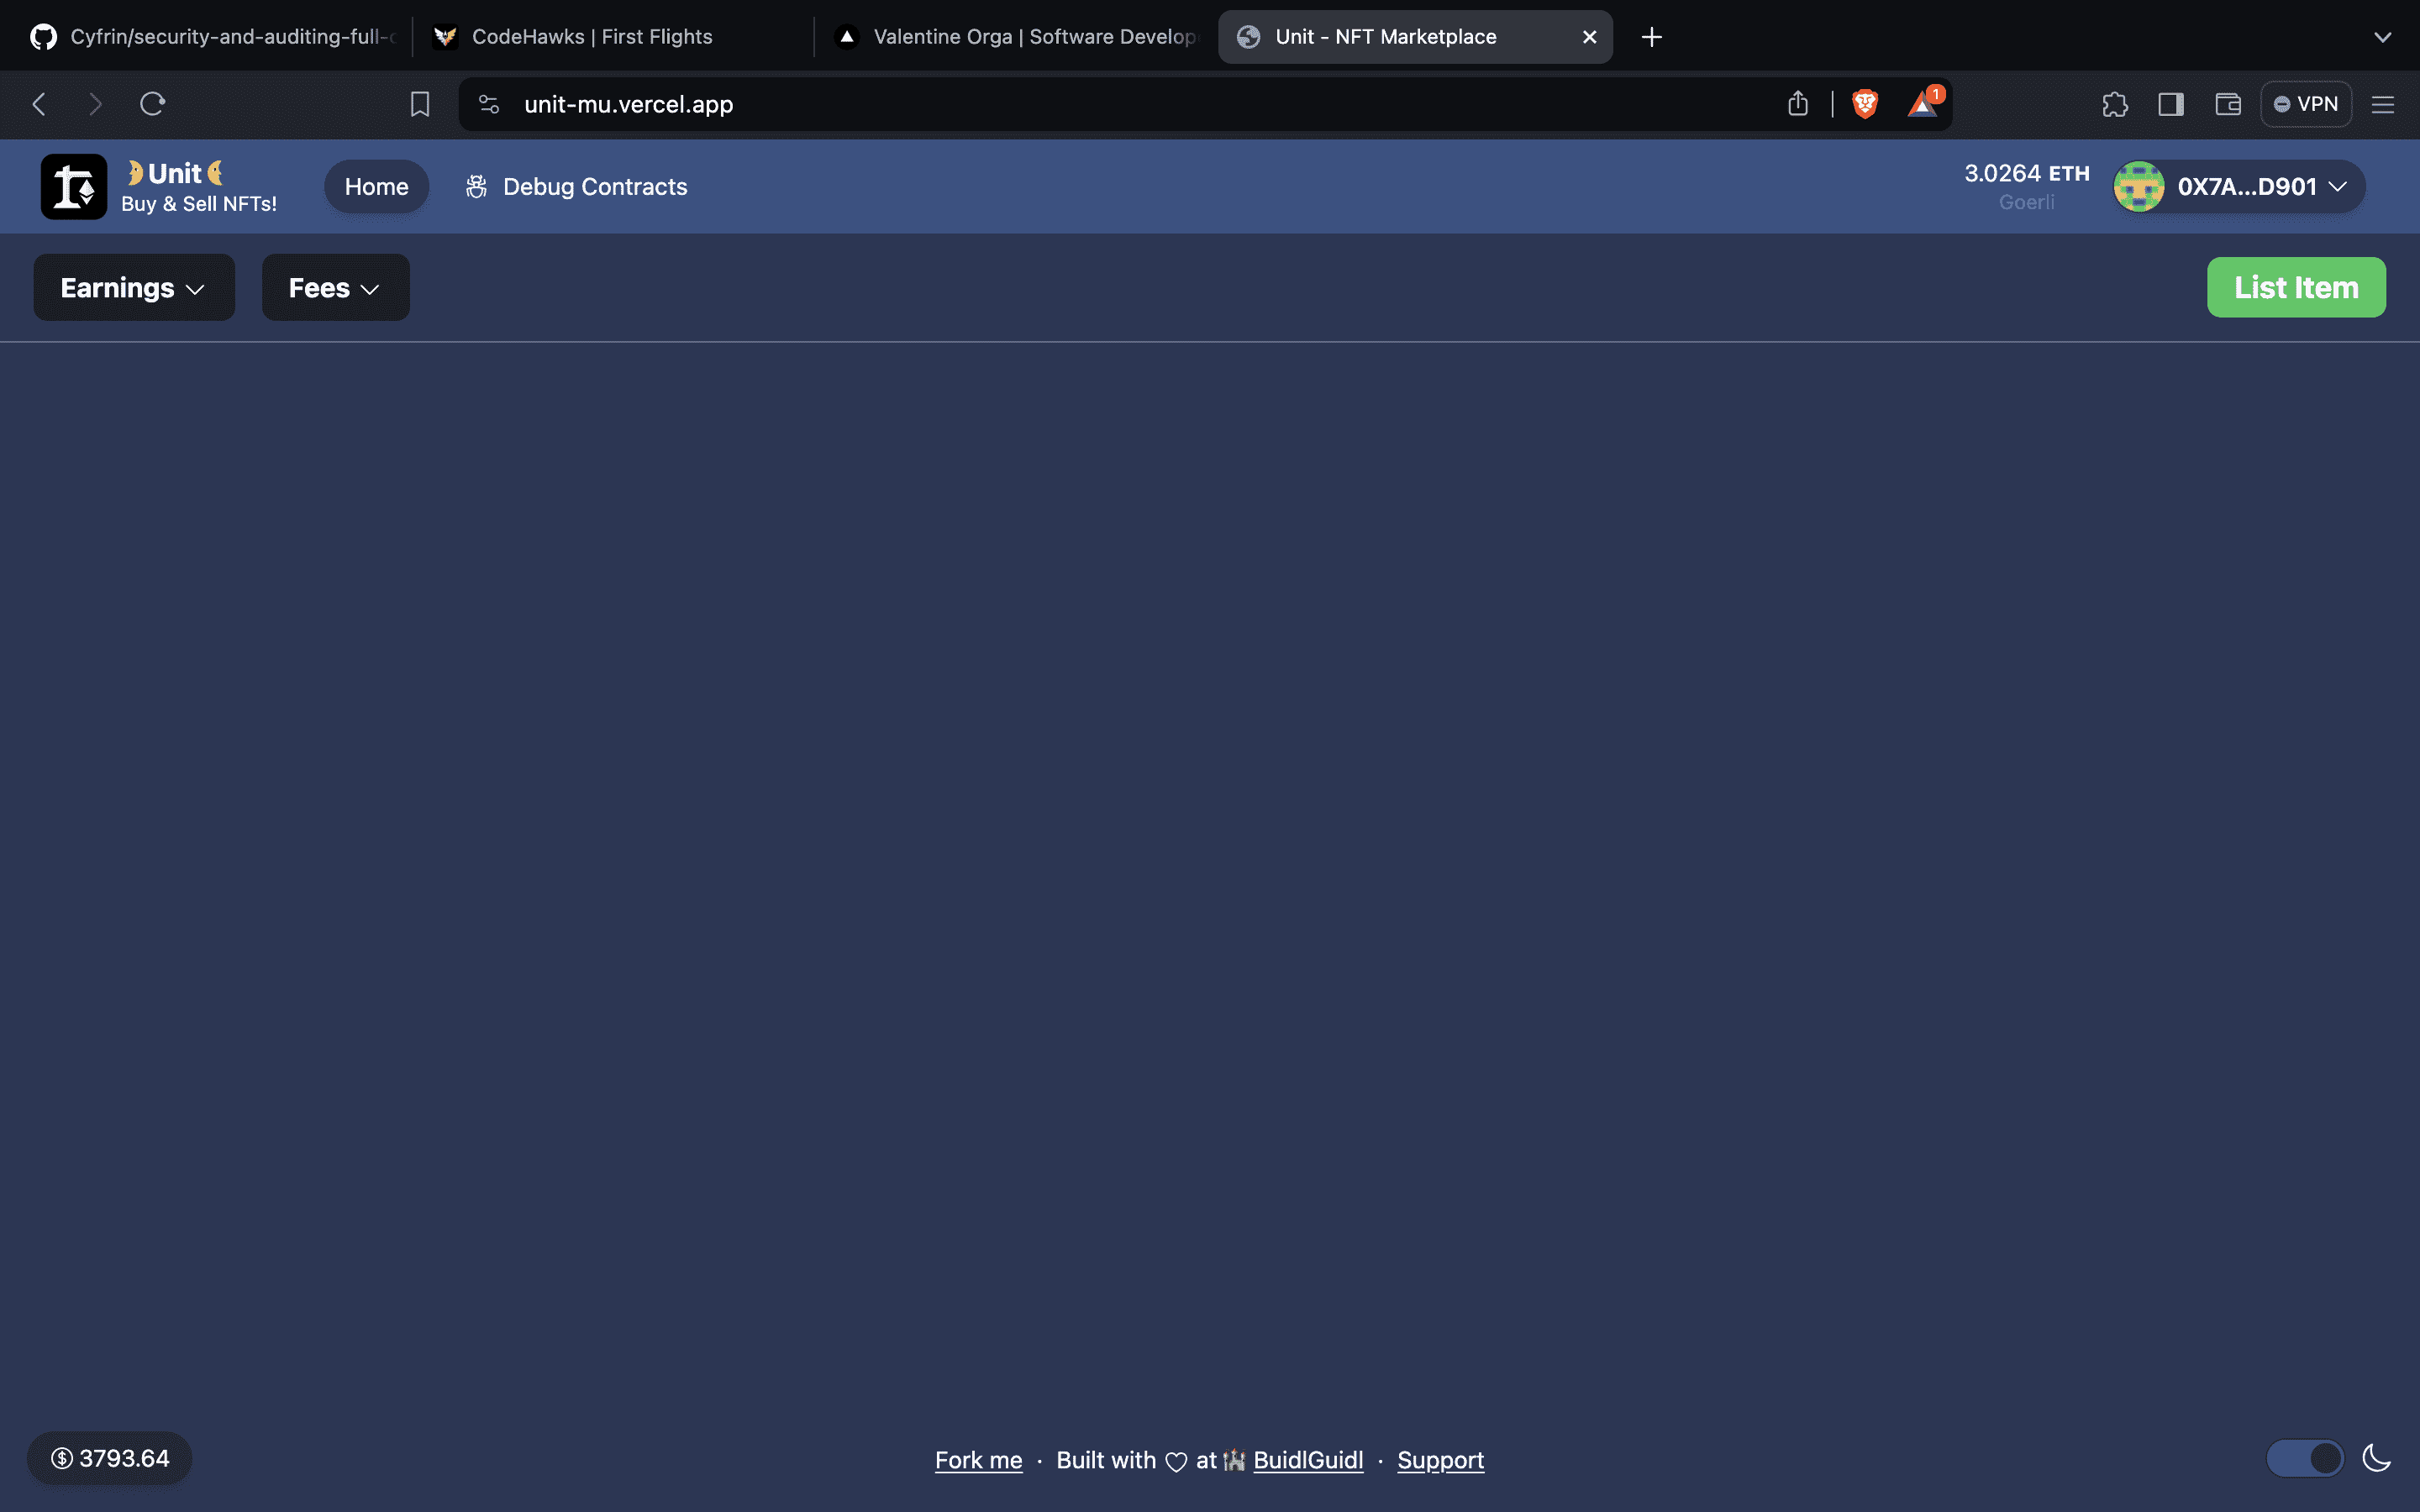 Cyfrin/security-and-auditing-full-
CodeHawks | First Flights
Valentine Orga | Software Develop
Unit - NFT Marketplace
unit-mu.vercel.app
1
VPN
Unit
Buy & Sell NFTs!
Home
Debug Contracts
3.0264 ETH
Goerli
0X7A...D901
Earnings
Fees
List Item
3793.64
Fork me · Built with ♡ at 🏰 BuidlGuidl · Support